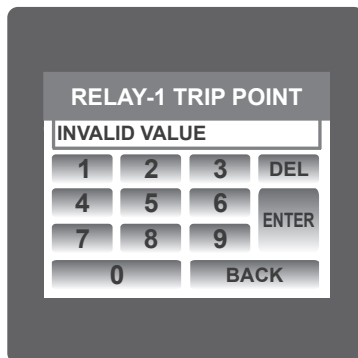 RELAY-1 TRIP POINT
INVALID VALUE
1 2 3 DEL
4 5 6 ENTER
7 8 9
0 BACK